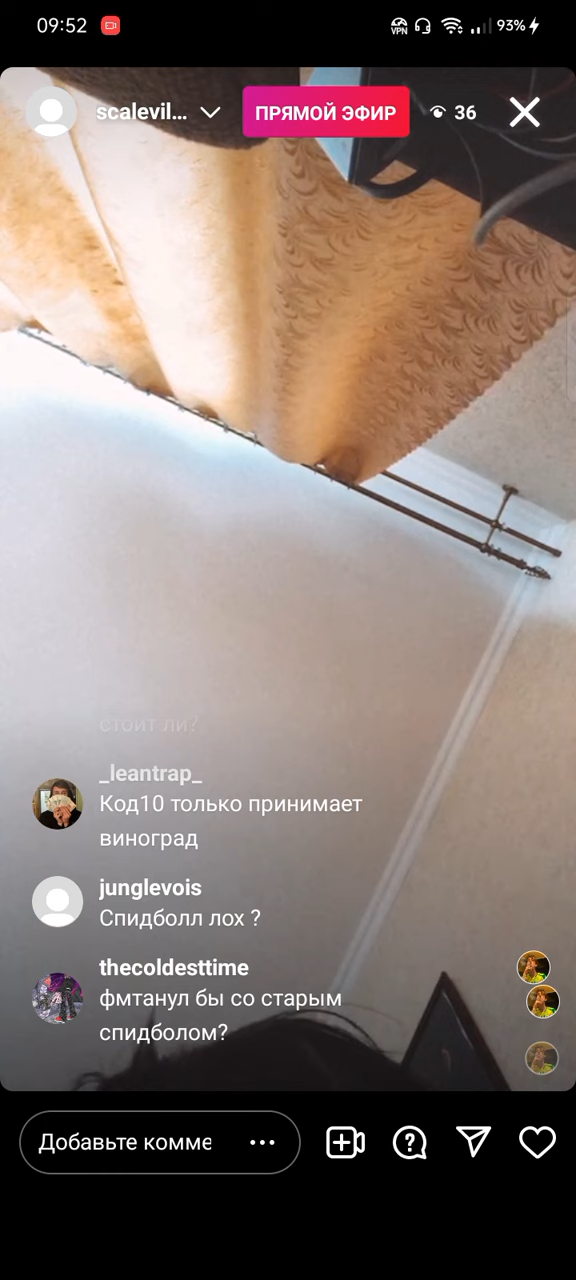 09:52
VPN
93%
scalevil...
ПРЯМОЙ ЭФИР
36
стоит ли?
_leantrap_
Код10 только принимает
виноград
junglevois
Спидболл лох ?
thecoldesttime
фмтанул бы со старым
спидболом?
Добавьте комме